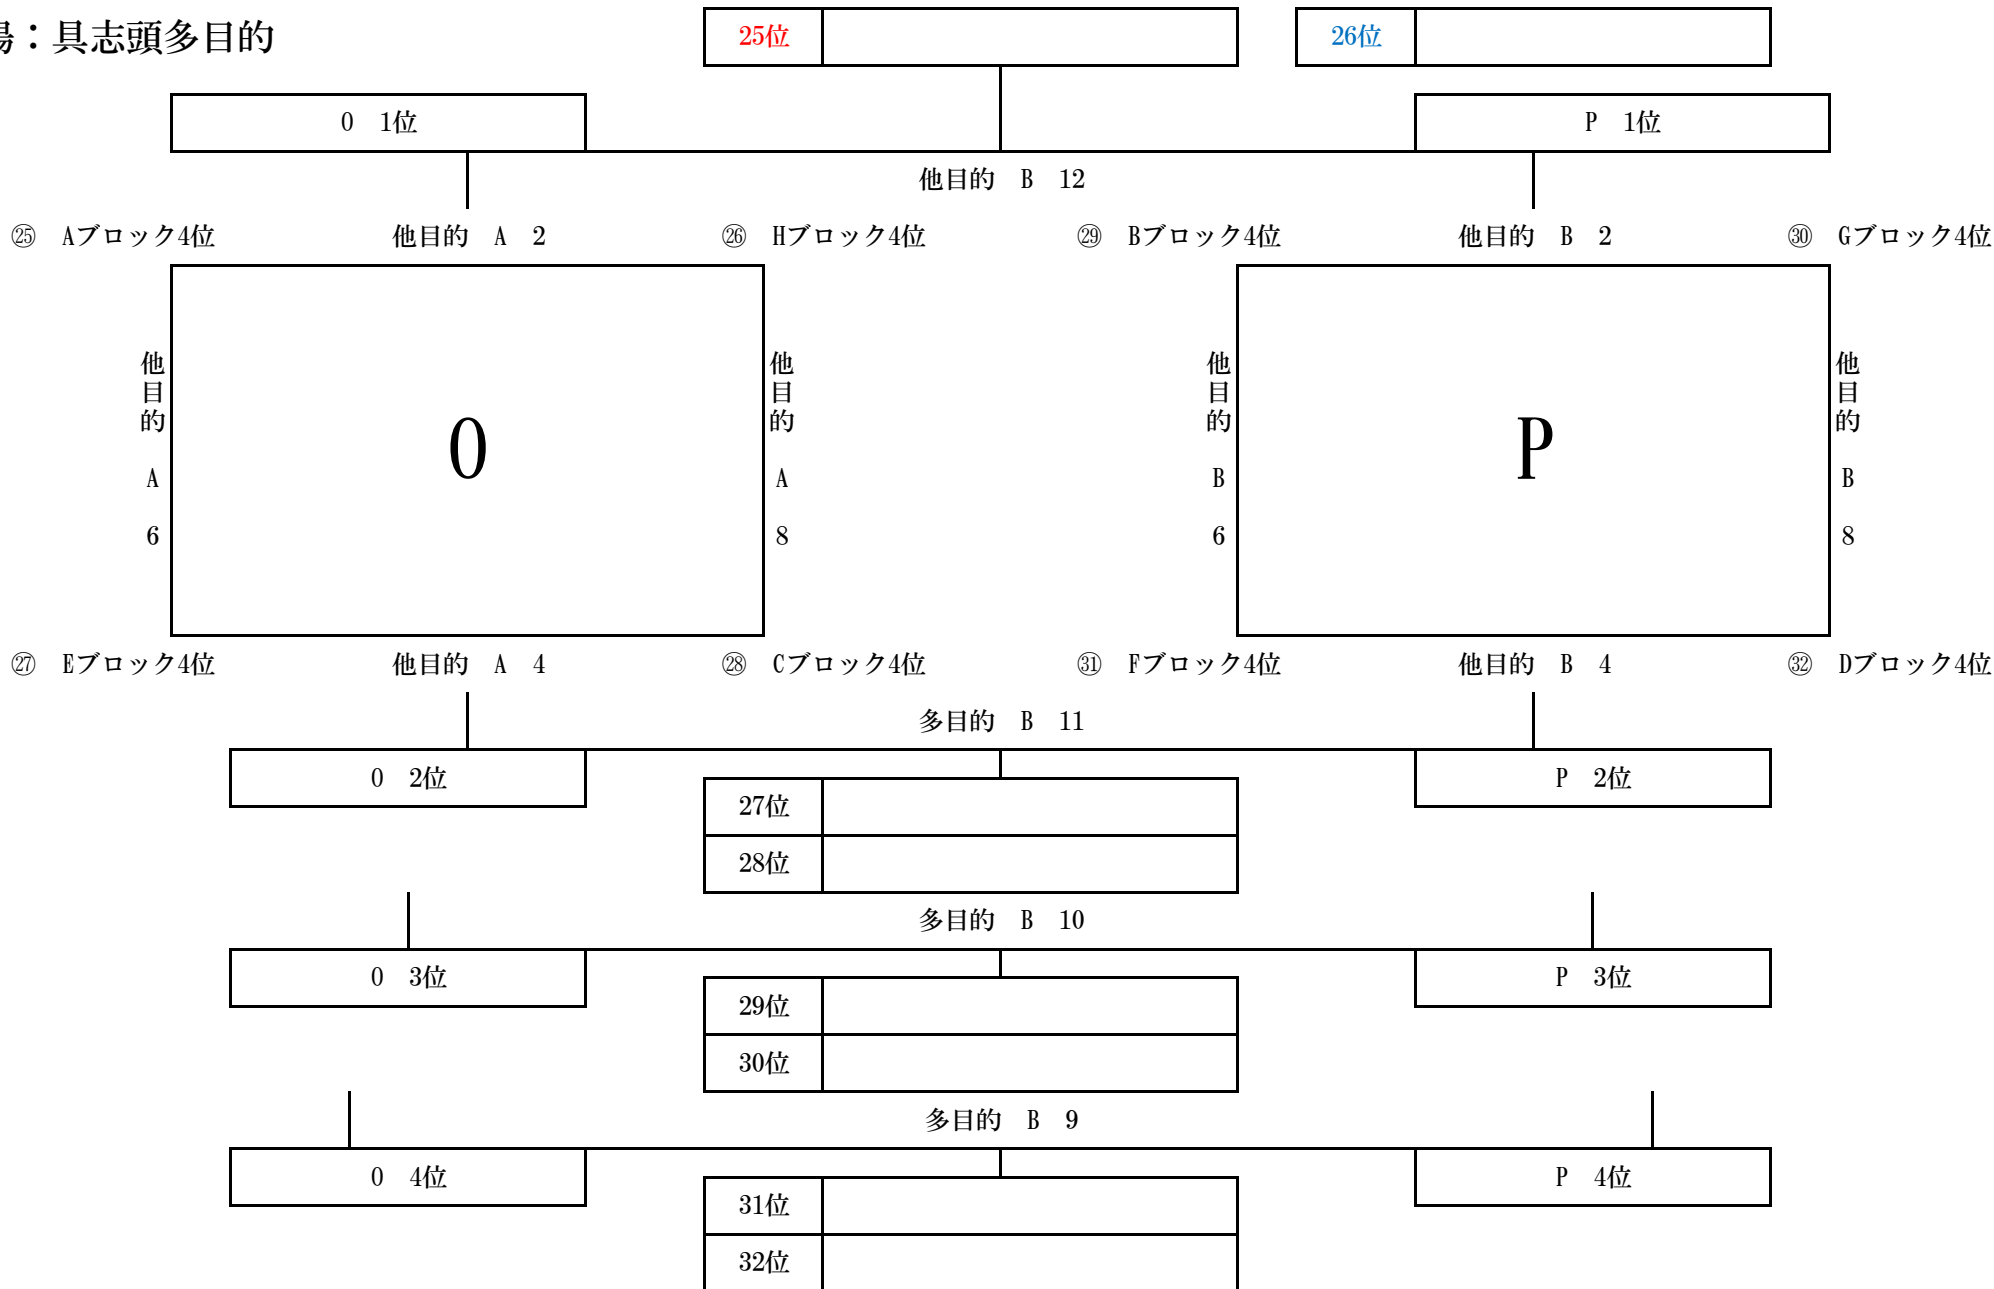 場：具志頭多目的
25位
26位
O　1位
P　1位
他目的　B　12
㉕　Aブロック4位
他目的　A　2
㉖　Hブロック4位
㉙　Bブロック4位
他目的　B　2
㉚　Gブロック4位
他目的　A　6
O
他目的　A　8
他目的　B　6
P
他目的　B　8
㉗　Eブロック4位
他目的　A　4
㉘　Cブロック4位
㉛　Fブロック4位
他目的　B　4
㉜　Dブロック4位
多目的　B　11
O　2位
P　2位
27位
28位
多目的　B　10
O　3位
P　3位
29位
30位
多目的　B　9
O　4位
P　4位
31位
32位